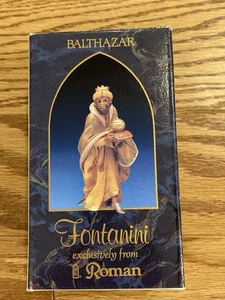 BALTHAZAR
Fontanini
exclusively from
Roman